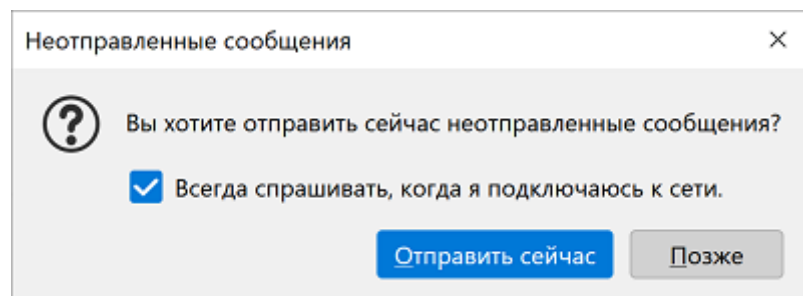 Неотправленные сообщения
Вы хотите отправить сейчас неотправленные сообщения?
Всегда спрашивать, когда я подключаюсь к сети.
Отправить сейчас
Позже